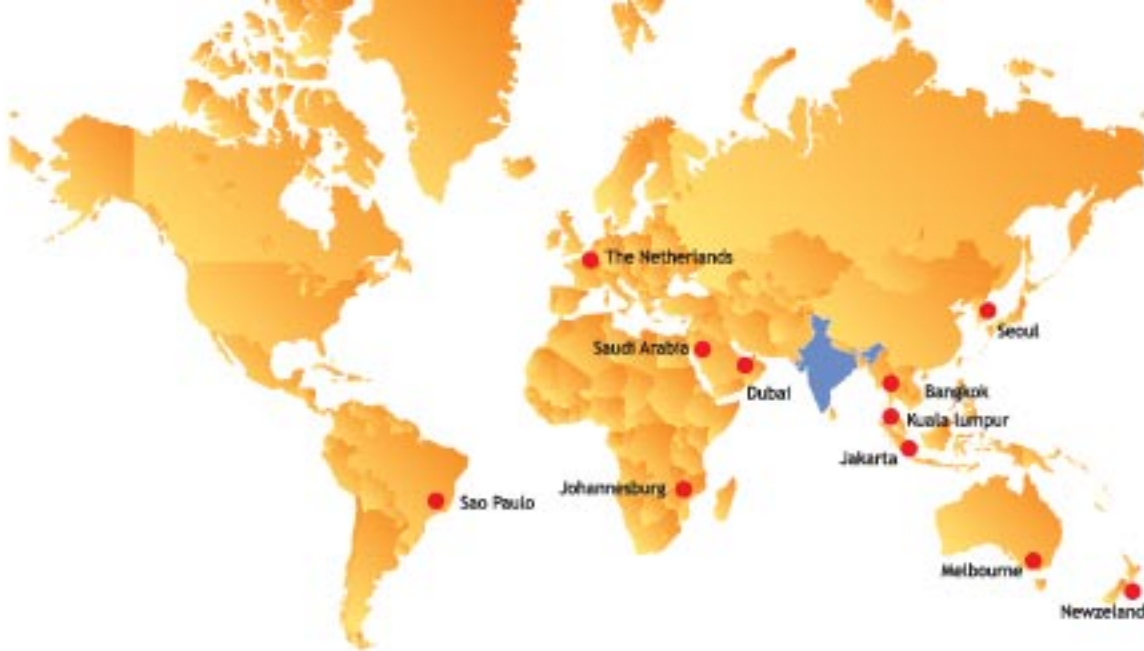 The Netherlands
Seoul
Saudi Arabia
Dubai
Bangkok
Kuala lumpur
Jakarta
Johannesburg
Sao Paulo
Melbourne
Newzeland